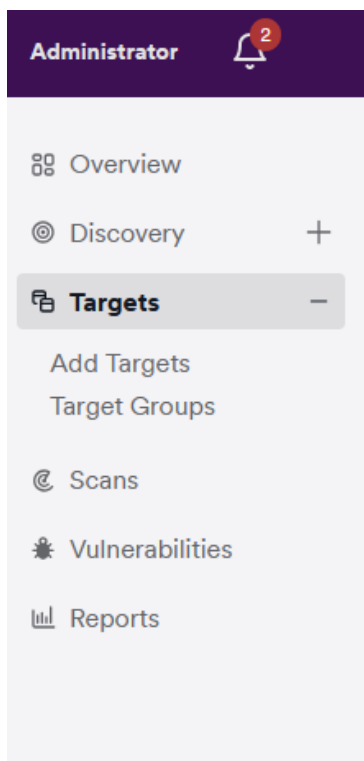 Administrator 2
Overview
Discovery
Targets
Add Targets
Target Groups
Scans
Vulnerabilities
Reports